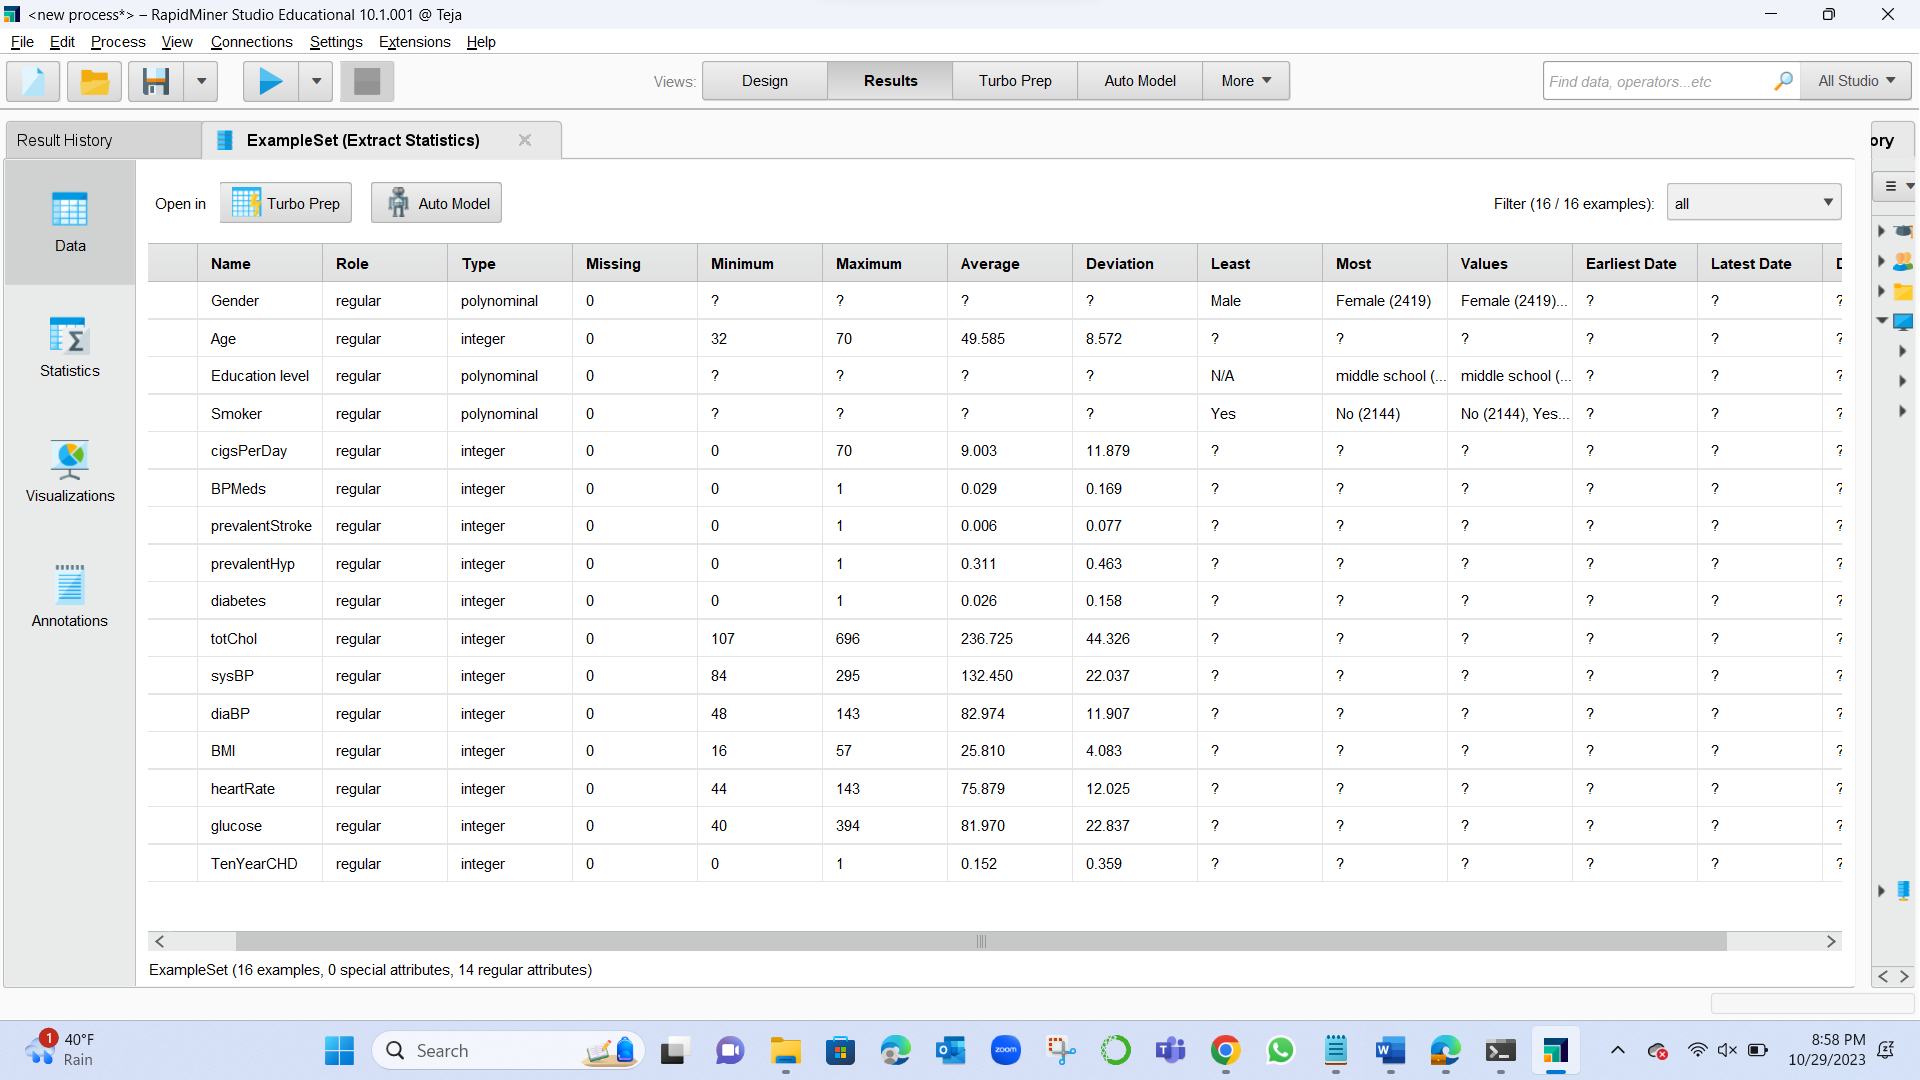 <new process*> – RapidMiner Studio Educational 10.1.001 @ Teja
File Edit Process View Connections Settings Extensions Help
Views: Design Results Turbo Prep Auto Model More Find data, operators...etc All Studio
Result History ExampleSet (Extract Statistics) ory
Open in Turbo Prep Auto Model Filter (16 / 16 examples): all
Data
Statistics
Visualizations
Annotations
Name Role Type Missing Minimum Maximum Average Deviation Least Most Values Earliest Date Latest Date
Gender regular polynominal 0 ? ? ? ? Male Female (2419) Female (2419)... ? ? ?
Age regular integer 0 32 70 49.585 8.572 ? ? ? ? ? ?
Education level regular polynominal 0 ? ? ? ? N/A middle school (... middle school (... ? ? ?
Smoker regular polynominal 0 ? ? ? ? Yes No (2144) No (2144), Yes... ? ? ?
cigsPerDay regular integer 0 0 70 9.003 11.879 ? ? ? ? ? ?
BPMeds regular integer 0 0 1 0.029 0.169 ? ? ? ? ? ?
prevalentStroke regular integer 0 0 1 0.006 0.077 ? ? ? ? ? ?
prevalentHyp regular integer 0 0 1 0.311 0.463 ? ? ? ? ? ?
diabetes regular integer 0 0 1 0.026 0.158 ? ? ? ? ? ?
totChol regular integer 0 107 696 236.725 44.326 ? ? ? ? ? ?
sysBP regular integer 0 84 295 132.450 22.037 ? ? ? ? ? ?
diaBP regular integer 0 48 143 82.974 11.907 ? ? ? ? ? ?
BMI regular integer 0 16 57 25.810 4.083 ? ? ? ? ? ?
heartRate regular integer 0 44 143 75.879 12.025 ? ? ? ? ? ?
glucose regular integer 0 40 394 81.970 22.837 ? ? ? ? ? ?
TenYearCHD regular integer 0 0 1 0.152 0.359 ? ? ? ? ? ?
ExampleSet (16 examples, 0 special attributes, 14 regular attributes)
1 40°F
Rain
Search
zoom
8:58 PM
10/29/2023